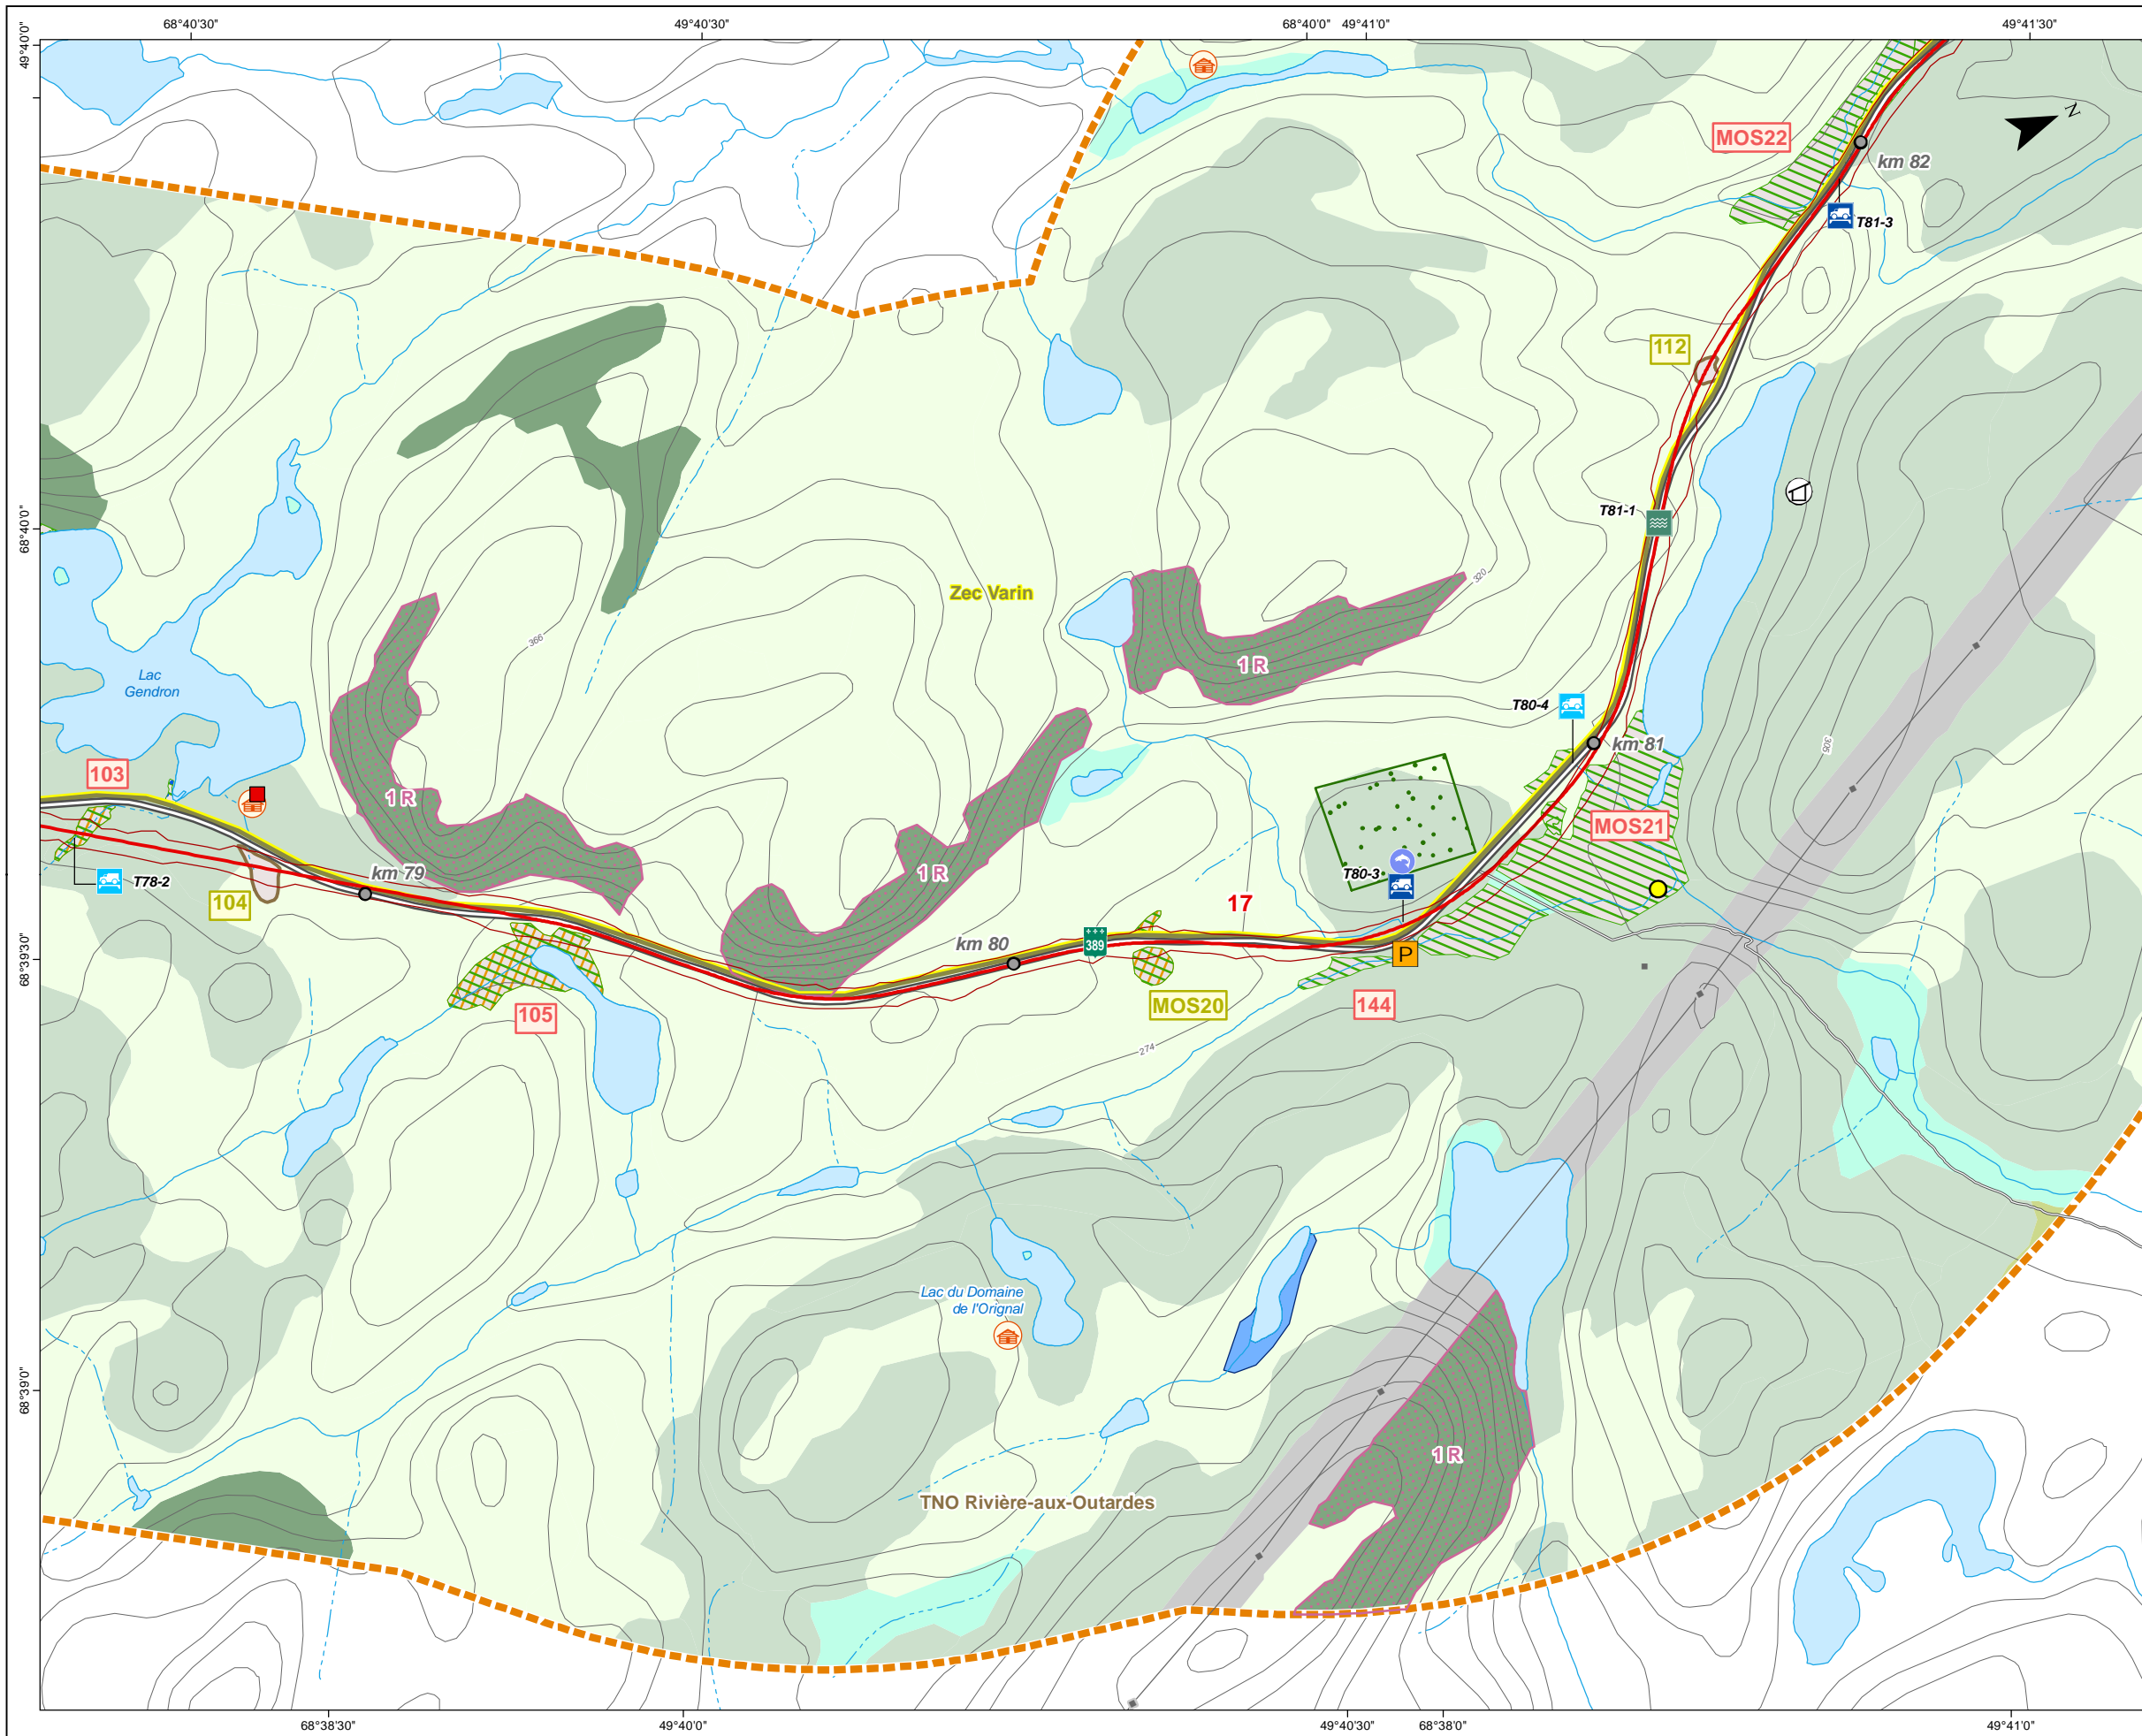 68°40'30"
49°40'30"
68°40'0"
49°41'0"
49°41'30"
49°40'0"
N
MOS22
km 82
T81-3
112
T81-1
68°40'0"
320
Zec Varin
366
1 R
Lac
Gendron
T80-4
km 81
305
103
1 R
MOS21
km 79
1 R
T80-3
T78-2
104
17
389
km 80
P
68°39'30"
MOS20
144
105
274
Lac du Domaine
de l'Orignal
68°39'0"
1 R
TNO Rivière-aux-Outardes
68°38'30"
49°40'0"
49°40'30"
68°38'0"
49°41'0"